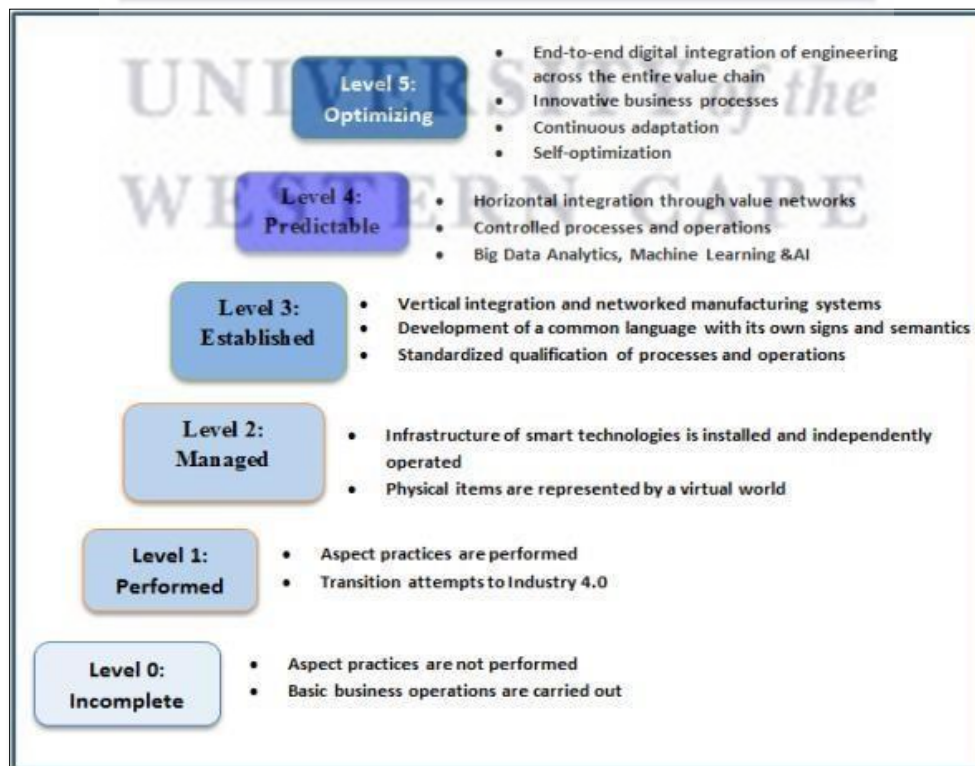 UNIVERSITY of the
WESTERN CAPE
Level 5:
Optimizing
• End-to-end digital integration of engineering
across the entire value chain
• Innovative business processes
• Continuous adaptation
• Self-optimization
Level 4:
Predictable
• Horizontal integration through value networks
• Controlled processes and operations
• Big Data Analytics, Machine Learning &AI
Level 3:
Established
• Vertical integration and networked manufacturing systems
• Development of a common language with its own signs and semantics
• Standardized qualification of processes and operations
Level 2:
Managed
• Infrastructure of smart technologies is installed and independently
operated
• Physical items are represented by a virtual world
Level 1:
Performed
• Aspect practices are performed
• Transition attempts to Industry 4.0
Level 0:
Incomplete
• Aspect practices are not performed
• Basic business operations are carried out